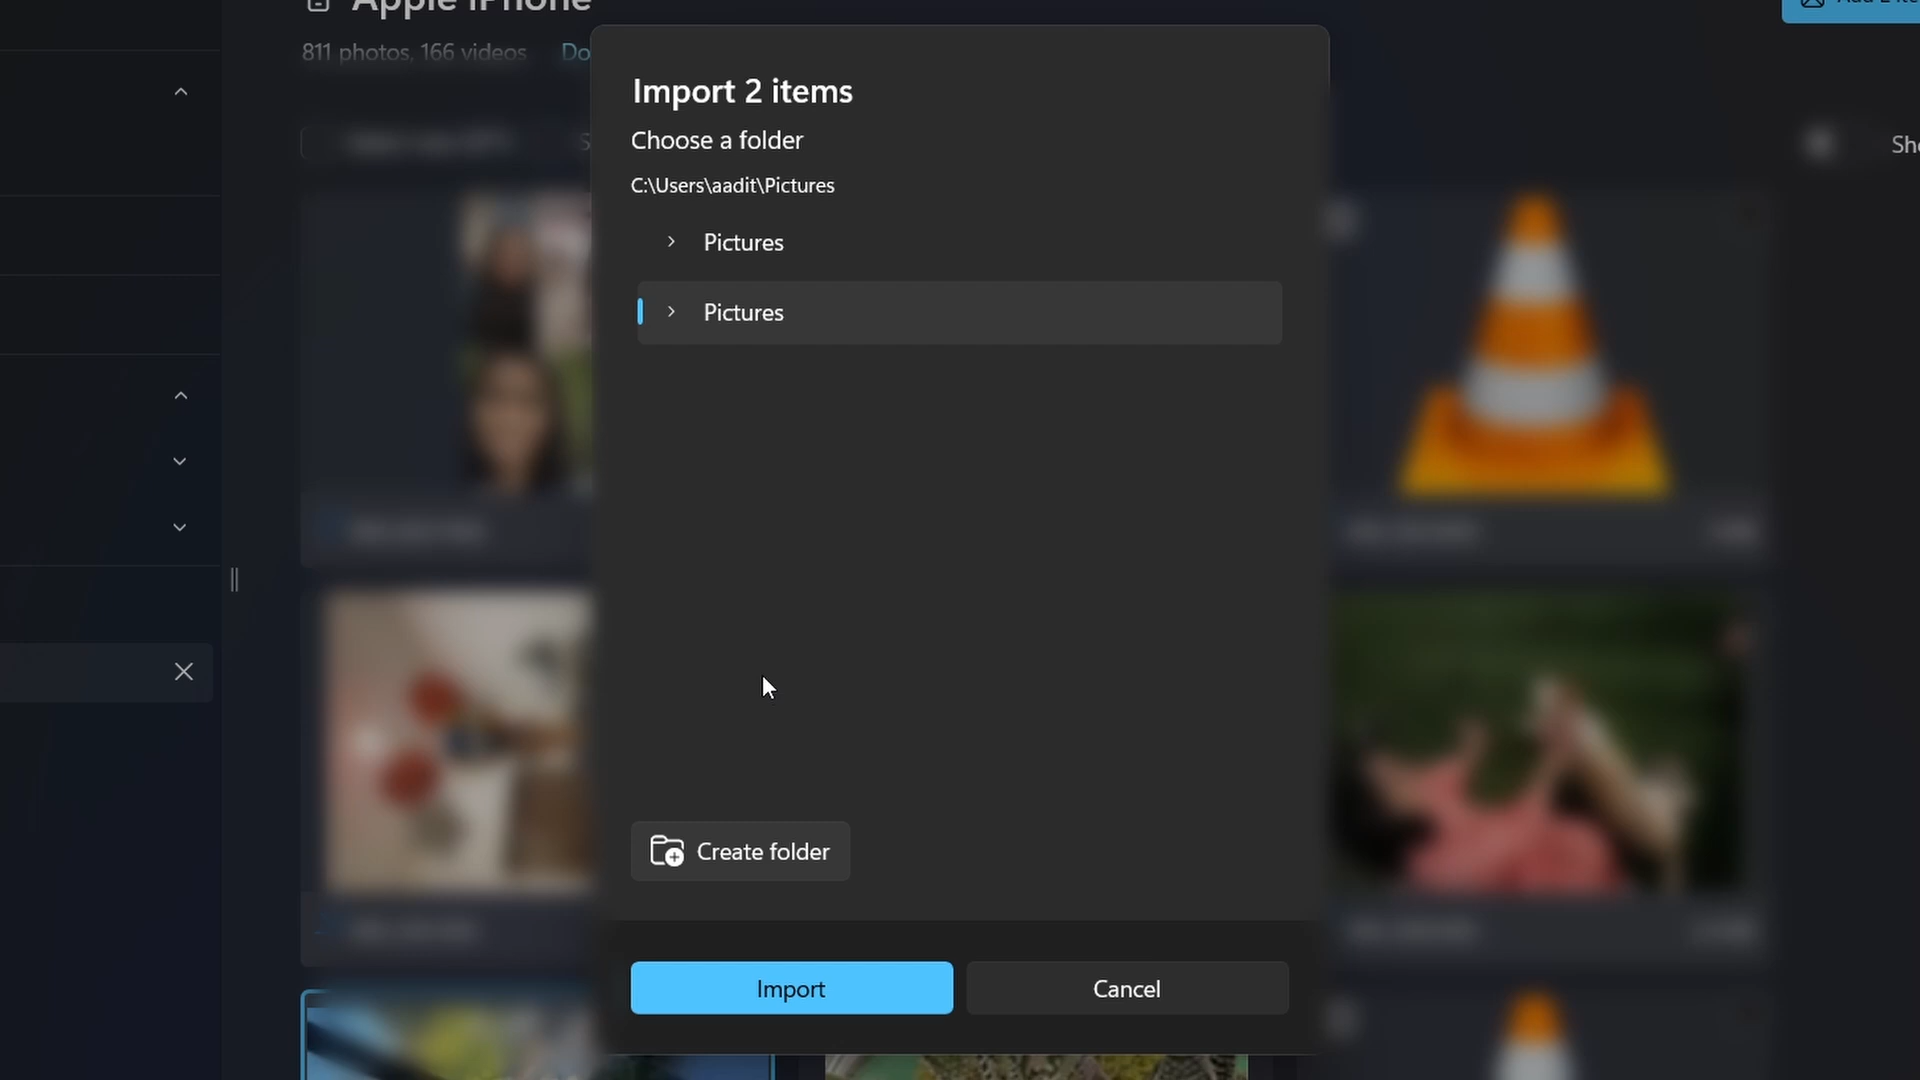 Apple iPhone
811 photos, 166 videos
Do
Import 2 items
Choose a folder
C:\Users\aadit\Pictures
Pictures
Pictures
Create folder
Import
Cancel